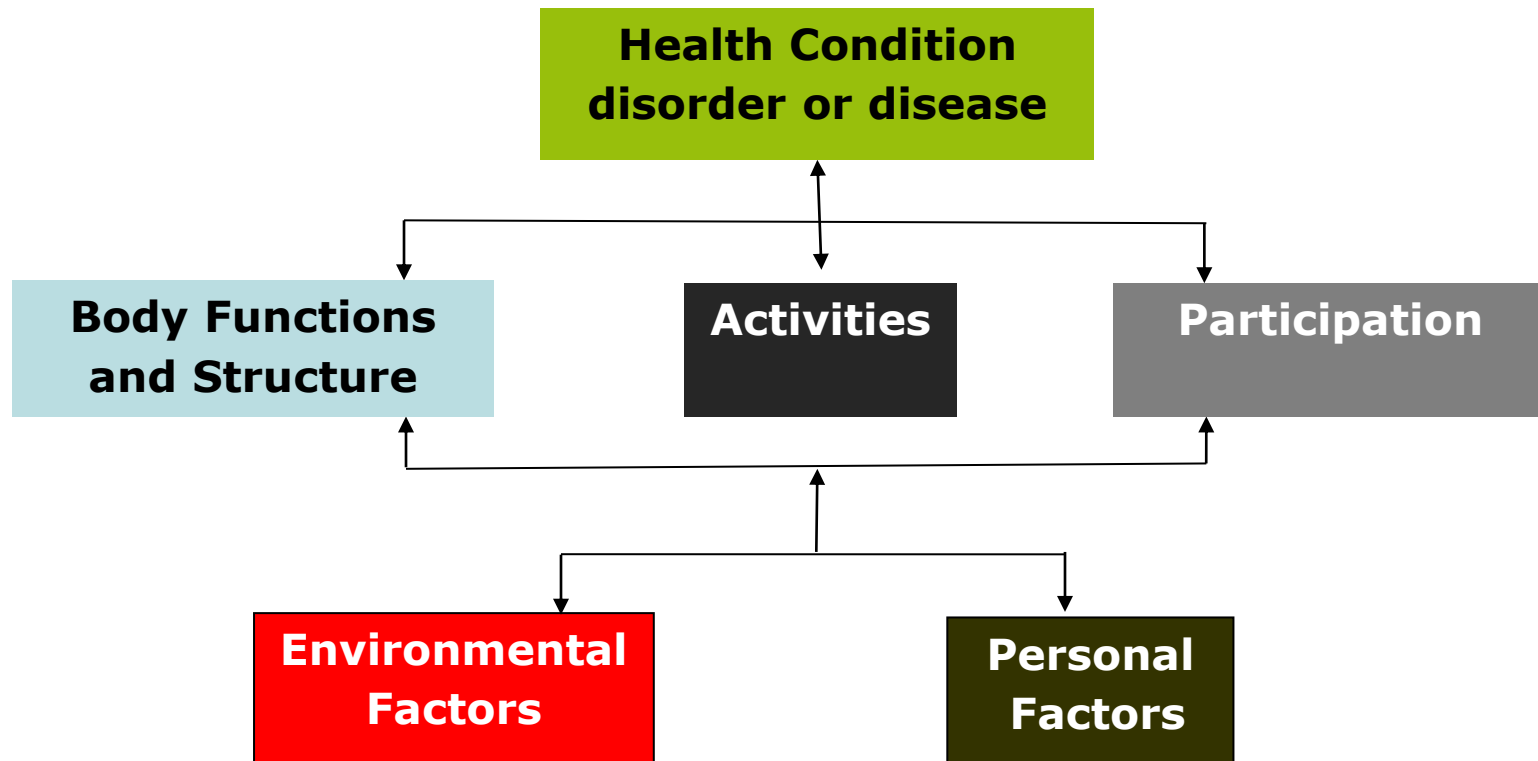 Health Condition
disorder or disease
Body Functions
and Structure
Activities
Participation
Environmental
Factors
Personal
Factors